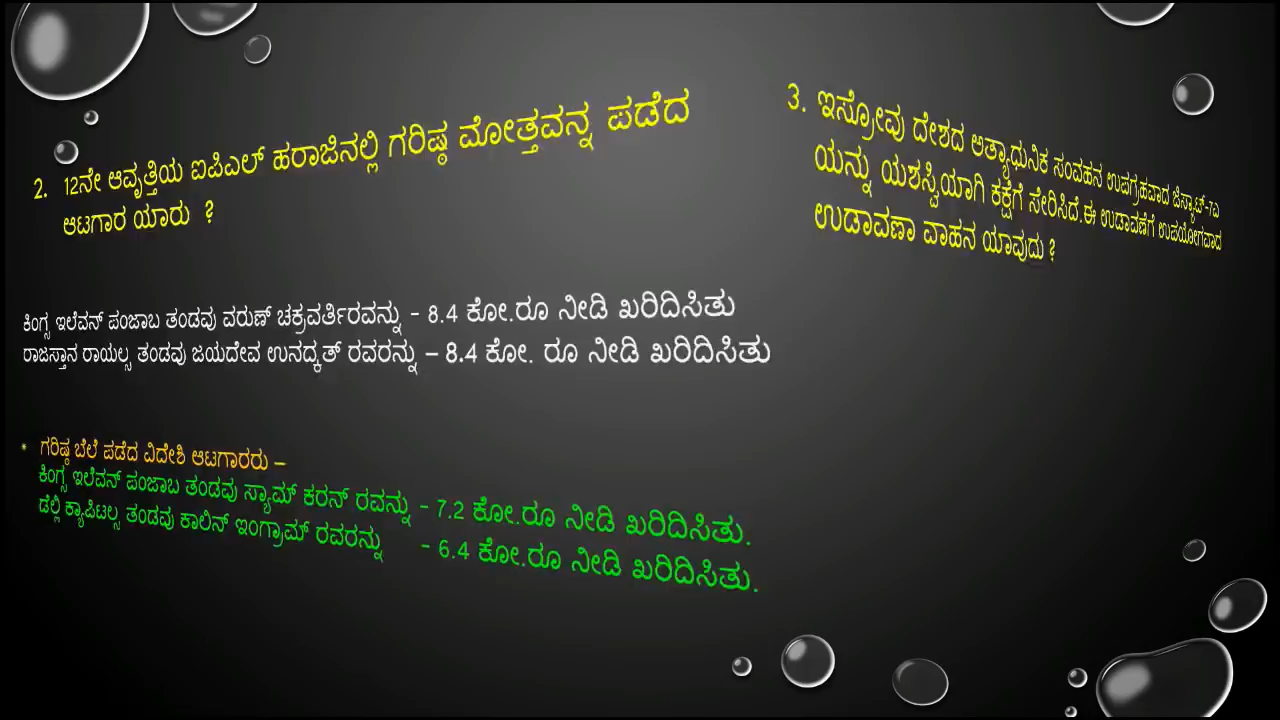 2. 12ನೇ ಆವೃತ್ತಿಯ ಐಪಿಎಲ್ ಹರಾಜಿನಲ್ಲಿ ಗರಿಷ್ಠ ಮೋತ್ತವನ್ನ ಪಡೆದ
ಆಟಗಾರ ಯಾರು ?
ಕಿಂಗ್ಸ ಇಲೆವನ್ ಪಂಜಾಬ ತಂಡವು ವರುಣ್ ಚಕ್ರವರ್ತಿರವನ್ನು - 8.4 ಕೋ.ರೂ ನೀಡಿ ಖರಿದಿಸಿತು
ರಾಜಸ್ತಾನ ರಾಯಲ್ಸ ತಂಡವು ಜಯದೇವ ಉನದ್ಕತ್ ರವರನ್ನು – 8.4 ಕೋ. ರೂ ನೀಡಿ ಖರಿದಿಸಿತು
* ಗರಿಷ್ಠ ಬೆಲೆ ಪಡೆದ ವಿದೇಶಿ ಆಟಗಾರರು –
ಕಿಂಗ್ಸ ಇಲೆವನ್ ಪಂಜಾಬ ತಂಡವು ಸ್ಯಾಮ್ ಕರನ್ ರವನ್ನು - 7.2 ಕೋ.ರೂ ನೀಡಿ ಖರಿದಿಸಿತು.
ಡೆಲ್ಲಿ ಕ್ಯಾಪಿಟಲ್ಸ ತಂಡವು ಕಾಲಿನ್ ಇಂಗ್ರಾಮ್ ರವರನ್ನು - 6.4 ಕೋ.ರೂ ನೀಡಿ ಖರಿದಿಸಿತು.
3. ಇಸ್ರೋವು ದೇಶದ ಅತ್ಯಾಧುನಿಕ ಸಂವಹನ ಉಪಗ್ರಹವಾದ ಜಿಸ್ಯಾಟ್-7ಎ
ಯನ್ನು ಯಶಸ್ವಿಯಾಗಿ ಕಕ್ಷೆಗೆ ಸೇರಿಸಿದೆ.ಈ ಉಡಾವಣೆಗೆ ಉಪಯೋಗವಾದ
ಉಡಾವಣಾ ವಾಹನ ಯಾವುದು ?